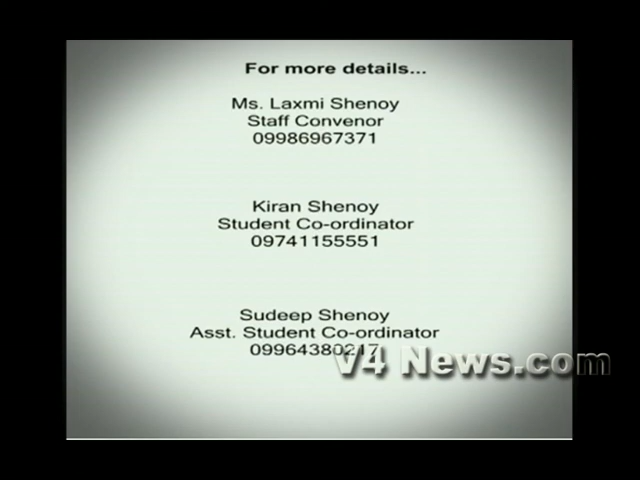 For more details...
Ms. Laxmi Shenoy
Staff Convenor
09986967371
Kiran Shenoy
Student Co-ordinator
09741155551
Sudeep Shenoy
Asst. Student Co-ordinator
09964380217
V4 News.com